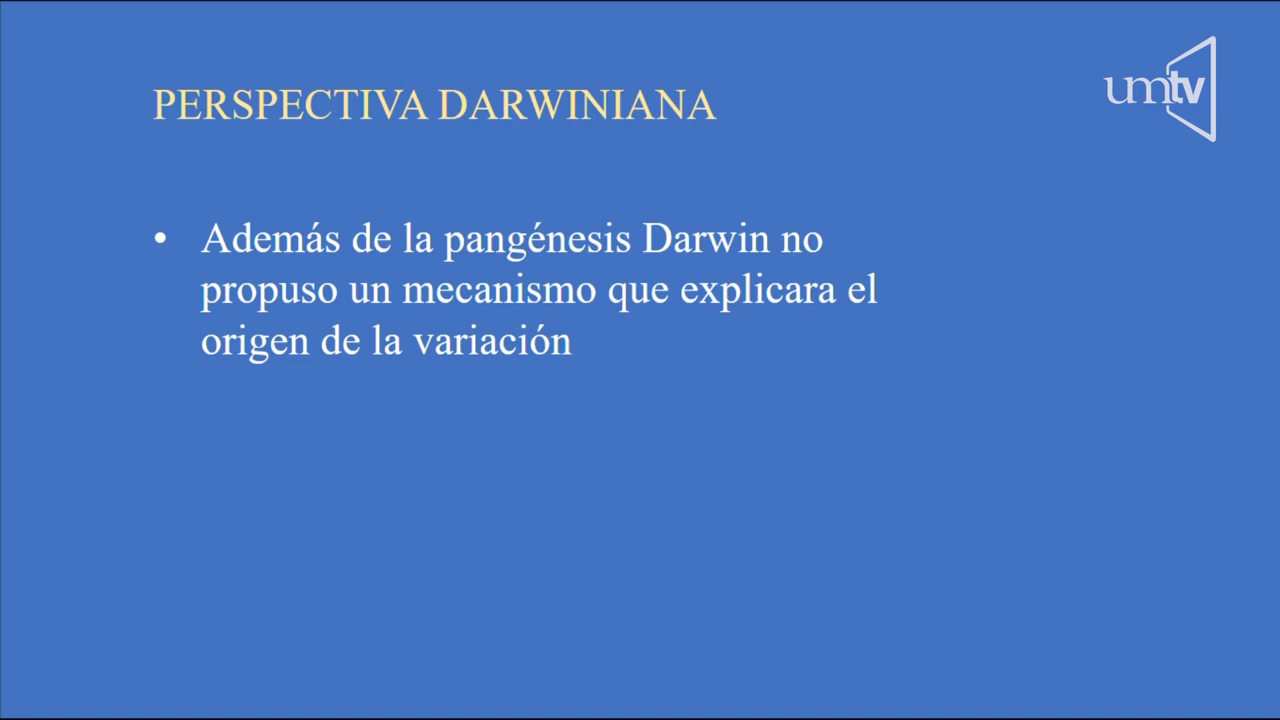 PERSPECTIVA DARWINIANA
umtv
• Además de la pangénesis Darwin no
propuso un mecanismo que explicara el
origen de la variación